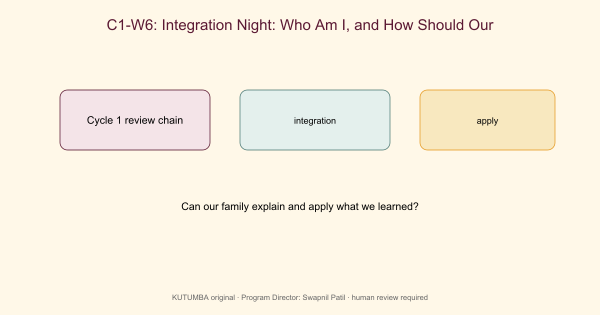 C1-W6: Integration Night: Who Am I, and How Should Our
Cycle 1 review chain
integration
apply
Can our family explain and apply what we learned?
KUTUMBA original · Program Director: Swapnil Patil · human review required